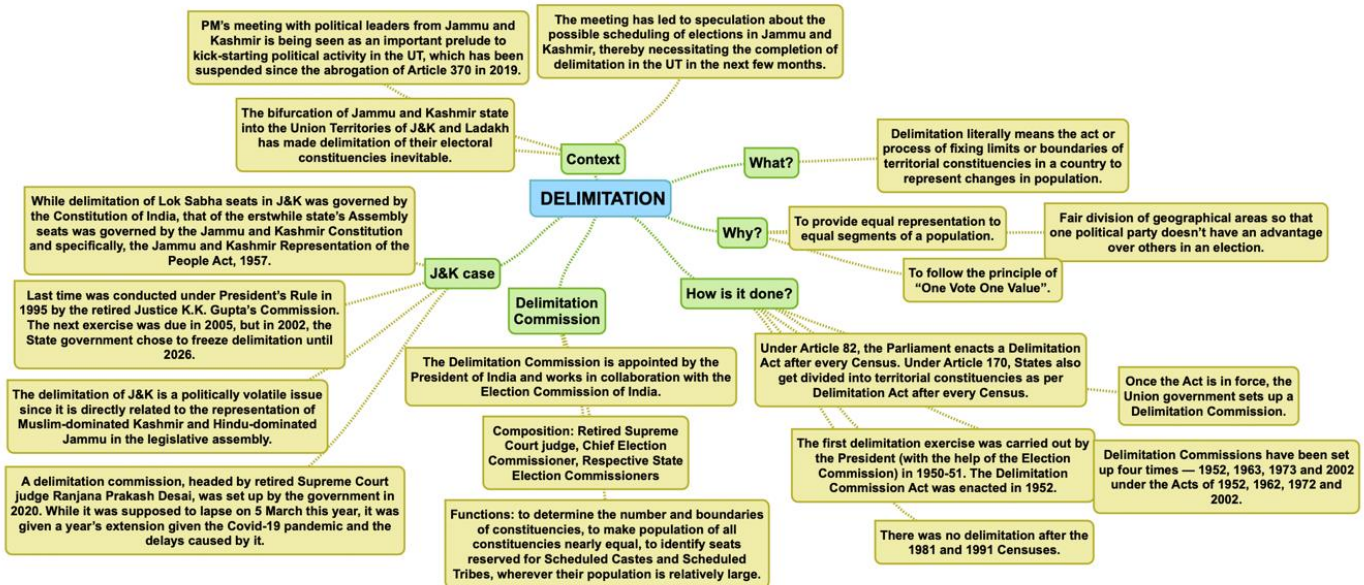 PM's meeting with political leaders from Jammu and
Kashmir is being seen as an important prelude to
kick-starting political activity in the UT, which has been
suspended since the abrogation of Article 370 in 2019.
The meeting has led to speculation about the
possible scheduling of elections in Jammu and
Kashmir, thereby necessitating the completion of
delimitation in the UT in the next few months.
The bifurcation of Jammu and Kashmir state
into the Union Territories of J&K and Ladakh
has made delimitation of their electoral
constituencies inevitable.
Context
What?
Delimitation literally means the act or
process of fixing limits or boundaries of
territorial constituencies in a country to
represent changes in population.
DELIMITATION
Why?
To provide equal representation to
equal segments of a population.
Fair division of geographical areas so that
one political party doesn't have an advantage
over others in an election.
To follow the principle of
"One Vote One Value".
While delimitation of Lok Sabha seats in J&K was governed by
the Constitution of India, that of the erstwhile state's Assembly
seats was governed by the Jammu and Kashmir Constitution
and specifically, the Jammu and Kashmir Representation of the
People Act, 1957.
J&K case
Last time was conducted under President's Rule in
1995 by the retired Justice K.K. Gupta's Commission.
The next exercise was due in 2005, but in 2002, the
State government chose to freeze delimitation until
2026.
The delimitation of J&K is a politically volatile issue
since it is directly related to the representation of
Muslim-dominated Kashmir and Hindu-dominated
Jammu in the legislative assembly.
A delimitation commission, headed by retired Supreme Court
judge Ranjana Prakash Desai, was set up by the government in
2020. While it was supposed to lapse on 5 March this year, it was
given a year's extension given the Covid-19 pandemic and the
delays caused by it.
Delimitation
Commission
The Delimitation Commission is appointed by the
President of India and works in collaboration with the
Election Commission of India.
Composition: Retired Supreme
Court judge, Chief Election
Commissioner, Respective State
Election Commissioners
Functions: to determine the number and boundaries
of constituencies, to make population of all
constituencies nearly equal, to identify seats
reserved for Scheduled Castes and Scheduled
Tribes, wherever their population is relatively large.
How is it done?
Under Article 82, the Parliament enacts a Delimitation
Act after every Census. Under Article 170, States also
get divided into territorial constituencies as per
Delimitation Act after every Census.
Once the Act is in force, the
Union government sets up a
Delimitation Commission.
The first delimitation exercise was carried out by
the President (with the help of the Election
Commission) in 1950-51. The Delimitation
Commission Act was enacted in 1952.
Delimitation Commissions have been set
up four times — 1952, 1963, 1973 and 2002
under the Acts of 1952, 1962, 1972 and
2002.
There was no delimitation after the
1981 and 1991 Censuses.